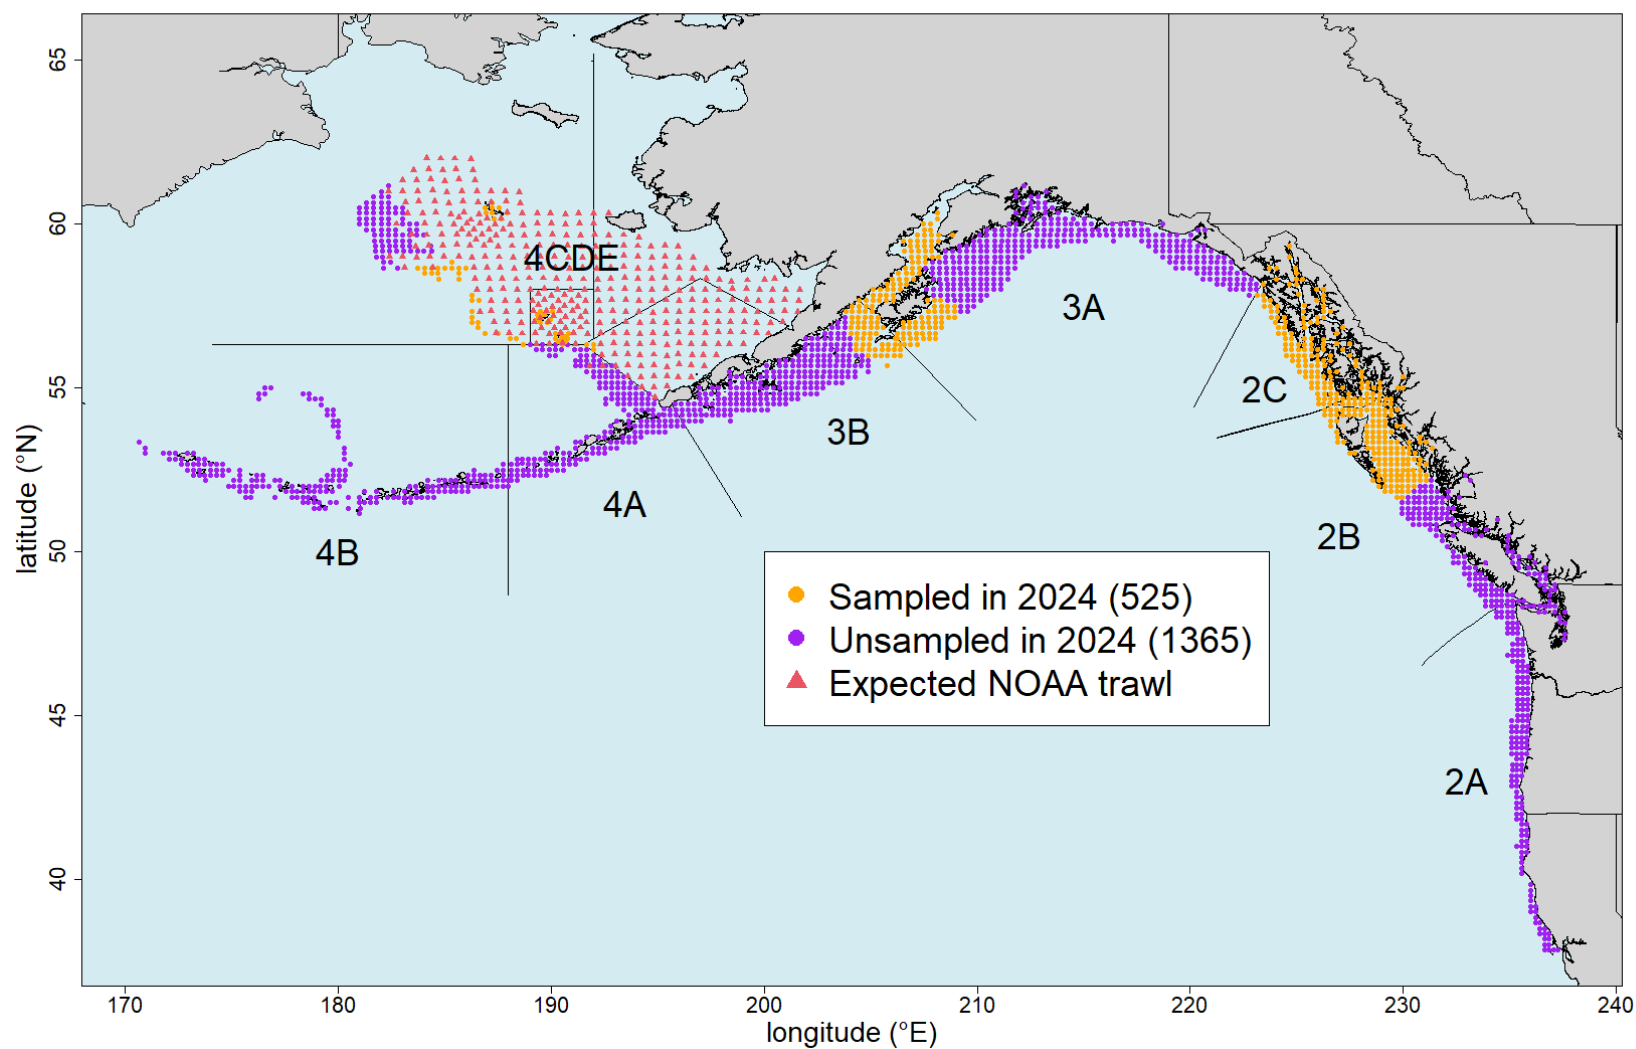 65
60
55
50
45
40
latitude (°N)
4CDE
3A
2C
3B
4A
2B
4B
2A
Sampled in 2024 (525)
Unsampled in 2024 (1365)
Expected NOAA trawl
170
180
190
200
210
220
230
240
longitude (°E)